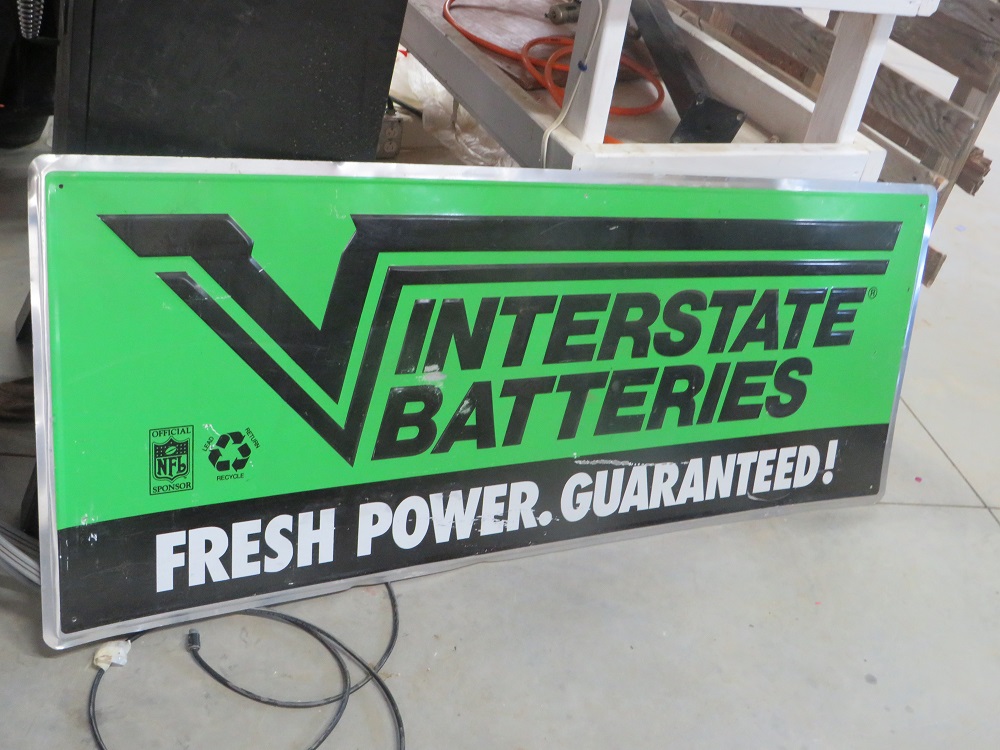 INTERSTATE®
BATTERIES
OFFICIAL
NFL
SPONSOR
LEAD
RETURN
RECYCLE
FRESH POWER. GUARANTEED!